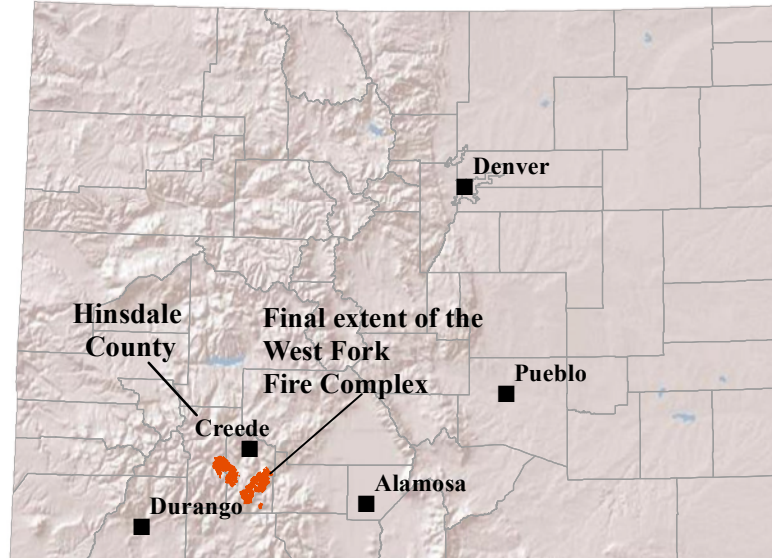 Denver
Hinsdale
County
Final extent of the
West Fork
Fire Complex
Pueblo
Creede
Alamosa
Durango